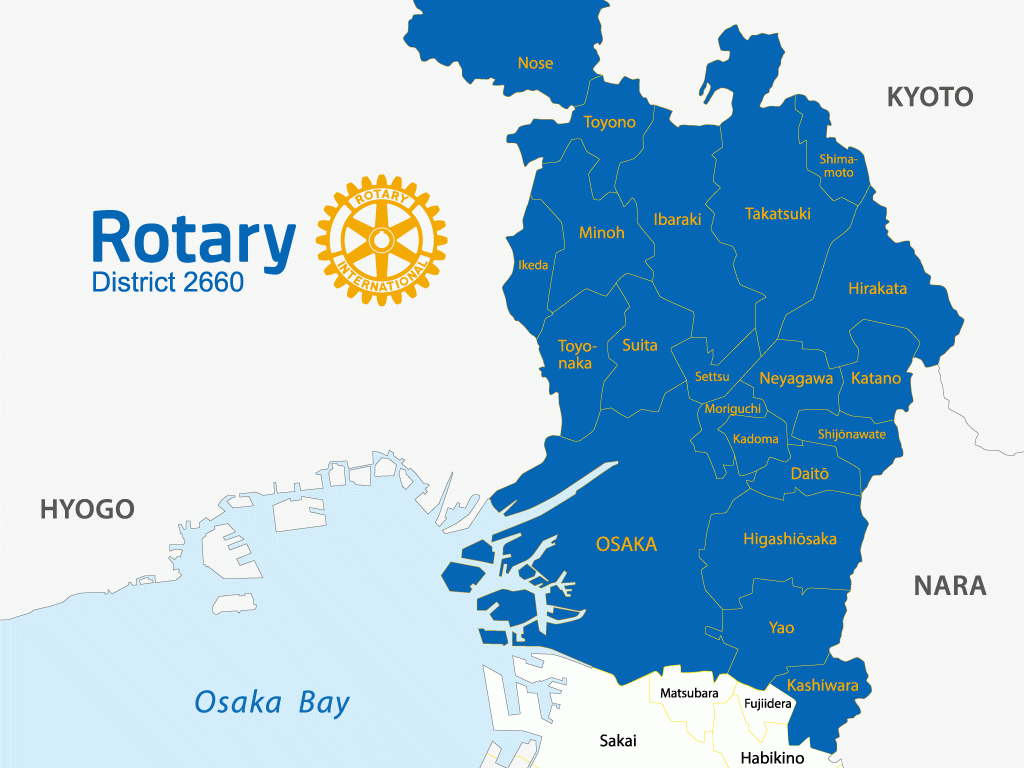 Nose
KYOTO
Toyono
Shima-
moto
Takatsuki
Ibaraki
Minoh
Rotary
District 2660
ROTARY
INTERNATIONAL
Ikeda
Hirakata
Suita
Toyo-
naka
Settsu
Neyagawa
Katano
Moriguchi
Kadoma
Shijōnawate
Daitō
HYOGO
OSAKA
Higashiōsaka
NARA
Yao
Kashiwara
Osaka Bay
Matsubara
Fujiidera
Sakai
Habikino